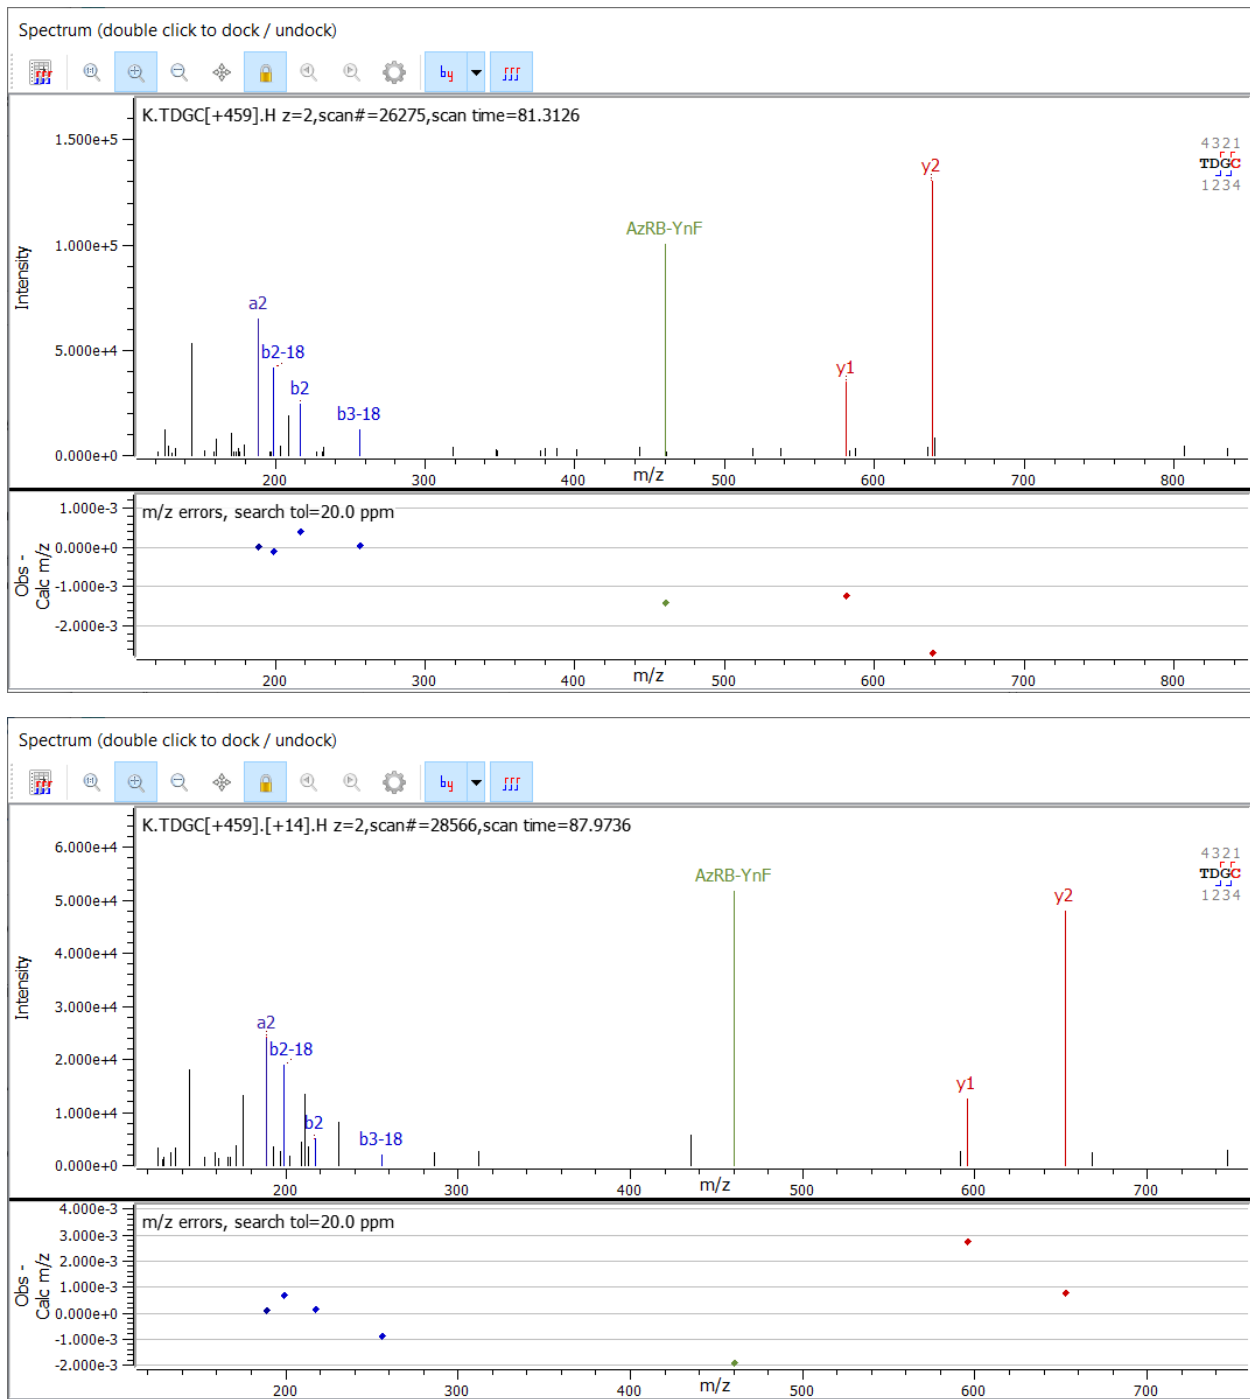 Spectrum (double click to dock / undock)
by
K.TDGC[+459].H z=2,scan#=26275,scan time=81.3126
4321
TDGC
1234
1.500e+5
1.000e+5
5.000e+4
0.000e+0
Intensity
a2
b2-18
b2
b3-18
AzRB-YnF
y1
y2
200 300 400 500 600 700 800
m/z
m/z errors, search tol=20.0 ppm
1.000e-3
0.000e+0
-1.000e-3
-2.000e-3
Obs -
Calc m/z
200 300 400 500 600 700 800
m/z
Spectrum (double click to dock / undock)
by
K.TDGC[+459].[+14].H z=2,scan#=28566,scan time=87.9736
4321
TDGC
1234
6.000e+4
5.000e+4
4.000e+4
3.000e+4
2.000e+4
1.000e+4
0.000e+0
Intensity
a2
b2-18
b2
b3-18
AzRB-YnF
y1
y2
200 300 400 500 600 700
m/z
m/z errors, search tol=20.0 ppm
4.000e-3
3.000e-3
2.000e-3
1.000e-3
0.000e+0
-1.000e-3
-2.000e-3
Obs -
Calc m/z
200 300 400 500 600 700
m/z